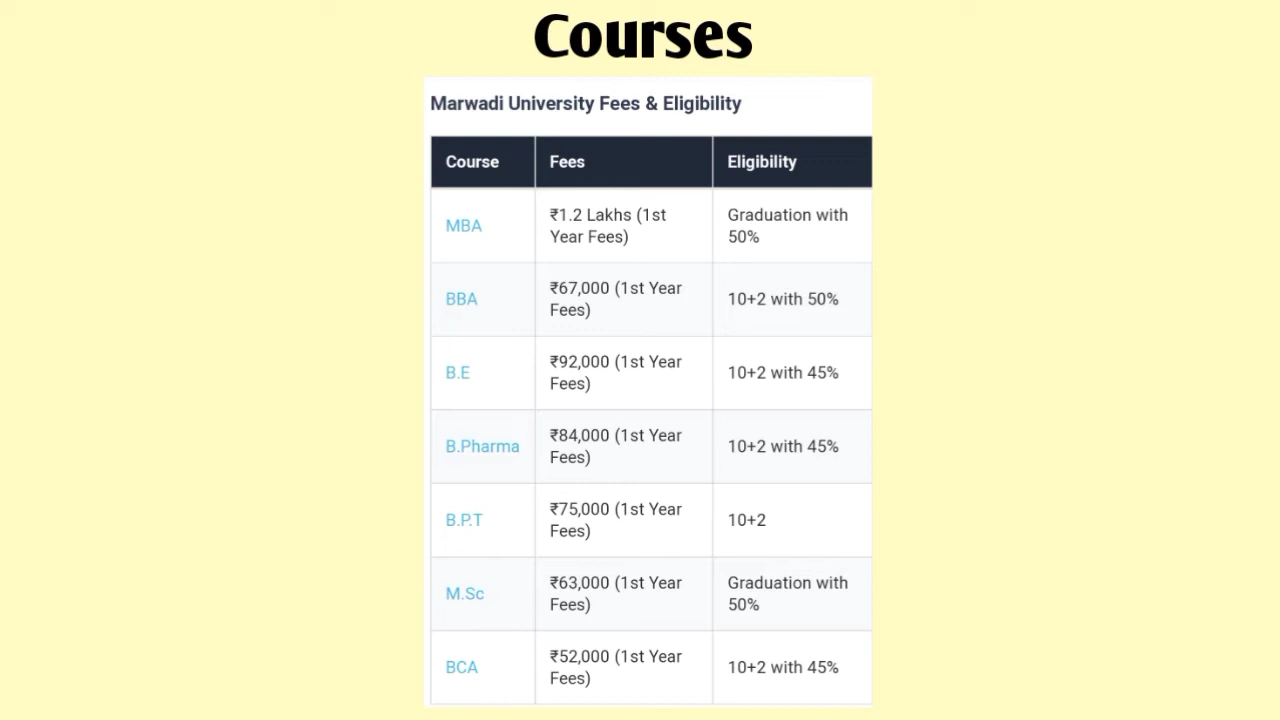 Courses
Marwadi University Fees & Eligibility
Course Fees Eligibility
MBA ₹1.2 Lakhs (1st Year Fees) Graduation with 50%
BBA ₹67,000 (1st Year Fees) 10+2 with 50%
B.E ₹92,000 (1st Year Fees) 10+2 with 45%
B.Pharma ₹84,000 (1st Year Fees) 10+2 with 45%
B.P.T ₹75,000 (1st Year Fees) 10+2
M.Sc ₹63,000 (1st Year Fees) Graduation with 50%
BCA ₹52,000 (1st Year Fees) 10+2 with 45%